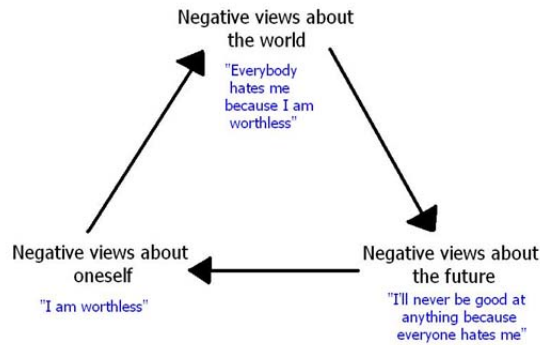 Negative views about
the world
"Everybody
hates me
because I am
worthless"
Negative views about
oneself
"I am worthless"
Negative views about
the future
"I'll never be good at
anything because
everyone hates me"